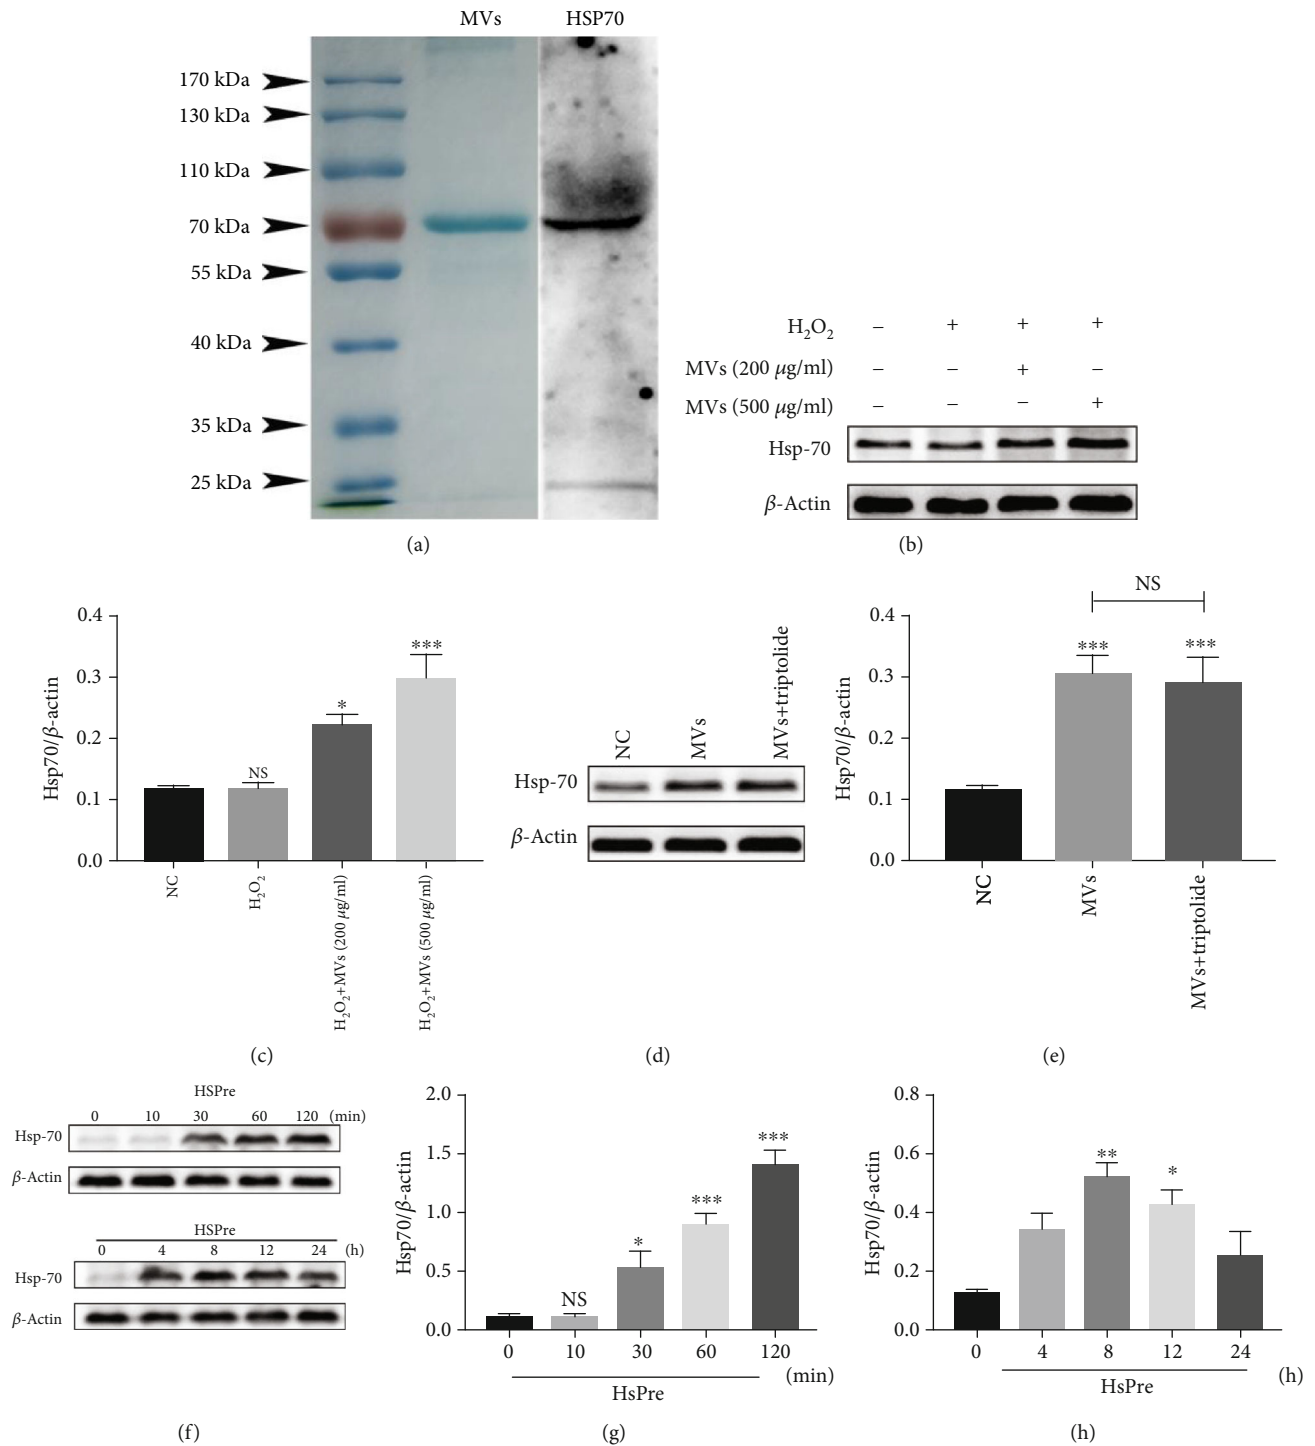 MVs HSP70
170 kDa
130 kDa
110 kDa
70 kDa
55 kDa
40 kDa
35 kDa
25 kDa
(a)
H₂O₂ – + + +
MVs (200 μg/ml) – – + –
MVs (500 μg/ml) – – – +
Hsp-70
β-Actin
(b)
0.4
0.3
0.2
0.1
0.0
Hsp70/β-actin
NS
*
***
NC
H₂O₂
H₂O₂+MVs (200 μg/ml)
H₂O₂+MVs (500 μg/ml)
(c)
NC
MVs
MVs+triptolide
Hsp-70
β-Actin
(d)
NS
0.4
0.3
0.2
0.1
0.0
Hsp70/β-actin
***
***
NC
MVs
MVs+triptolide
(e)
HSPre
0 10 30 60 120 (min)
Hsp-70
β-Actin
HSPre
0 4 8 12 24 (h)
Hsp-70
β-Actin
(f)
2.0
1.5
1.0
0.5
0.0
Hsp70/β-actin
NS
*
***
***
0 10 30 60 120
(min)
HsPre
(g)
0.8
0.6
0.4
0.2
0.0
Hsp70/β-actin
**
*
0 4 8 12 24
(h)
HsPre
(h)